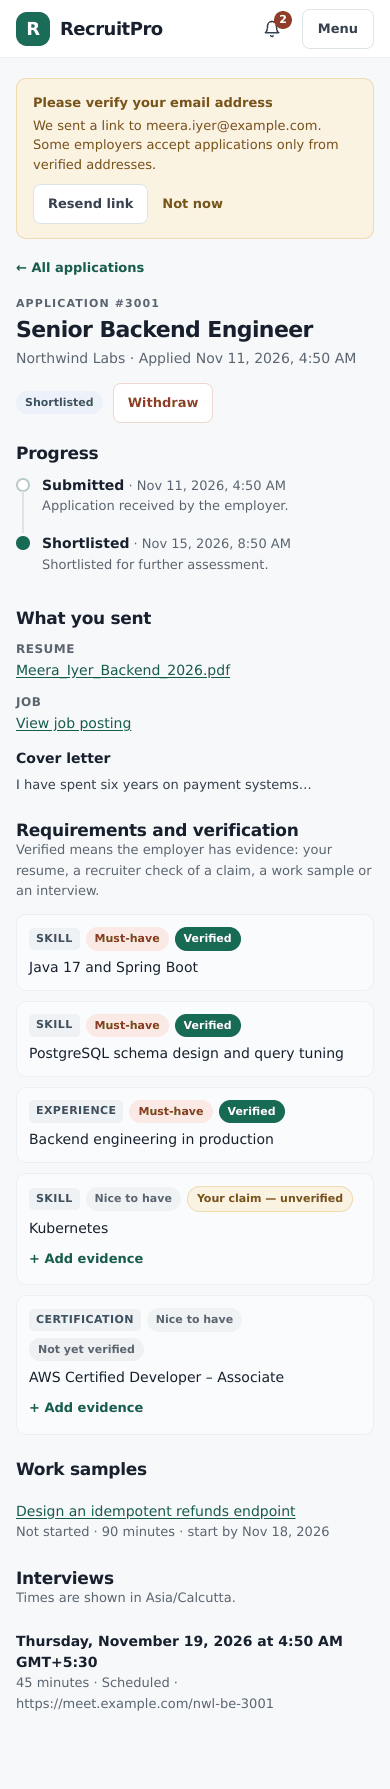 R RecruitPro 2 Menu
Please verify your email address
We sent a link to meera.iyer@example.com.
Some employers accept applications only from
verified addresses.
Resend link Not now
← All applications
APPLICATION #3001
Senior Backend Engineer
Northwind Labs · Applied Nov 11, 2026, 4:50 AM
Shortlisted Withdraw
Progress
Submitted · Nov 11, 2026, 4:50 AM
Application received by the employer.
Shortlisted · Nov 15, 2026, 8:50 AM
Shortlisted for further assessment.
What you sent
RESUME
Meera_Iyer_Backend_2026.pdf
JOB
View job posting
Cover letter
I have spent six years on payment systems…
Requirements and verification
Verified means the employer has evidence: your
resume, a recruiter check of a claim, a work sample or
an interview.
SKILL Must-have Verified
Java 17 and Spring Boot
SKILL Must-have Verified
PostgreSQL schema design and query tuning
EXPERIENCE Must-have Verified
Backend engineering in production
SKILL Nice to have Your claim — unverified
Kubernetes
+ Add evidence
CERTIFICATION Nice to have
Not yet verified
AWS Certified Developer – Associate
+ Add evidence
Work samples
Design an idempotent refunds endpoint
Not started · 90 minutes · start by Nov 18, 2026
Interviews
Times are shown in Asia/Calcutta.
Thursday, November 19, 2026 at 4:50 AM
GMT+5:30
45 minutes · Scheduled ·
https://meet.example.com/nwl-be-3001